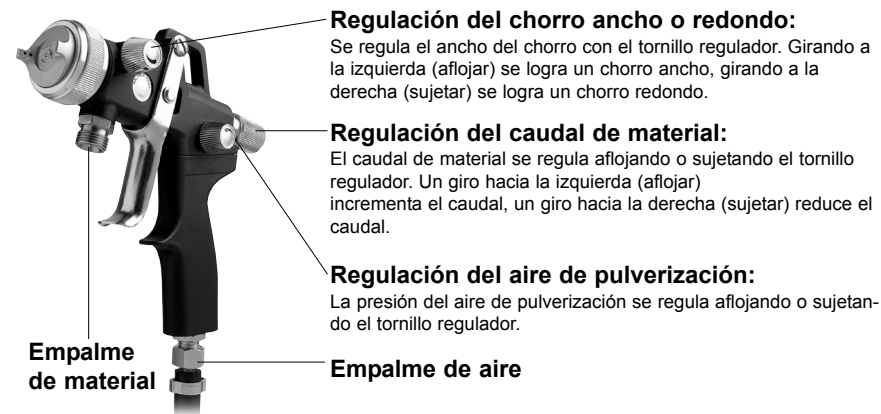 Regulación del chorro ancho o redondo:
Se regula el ancho del chorro con el tornillo regulador. Girando a
la izquierda (aflojar) se logra un chorro ancho, girando a la
derecha (sujetar) se logra un chorro redondo.
Regulación del caudal de material:
El caudal de material se regula aflojando o sujetando el tornillo
regulador. Un giro hacia la izquierda (aflojar)
incrementa el caudal, un giro hacia la derecha (sujetar) reduce el
caudal.
Regulación del aire de pulverización:
La presión del aire de pulverización se regula aflojando o sujetan-
do el tornillo regulador.
Empalme
de material
Empalme de aire